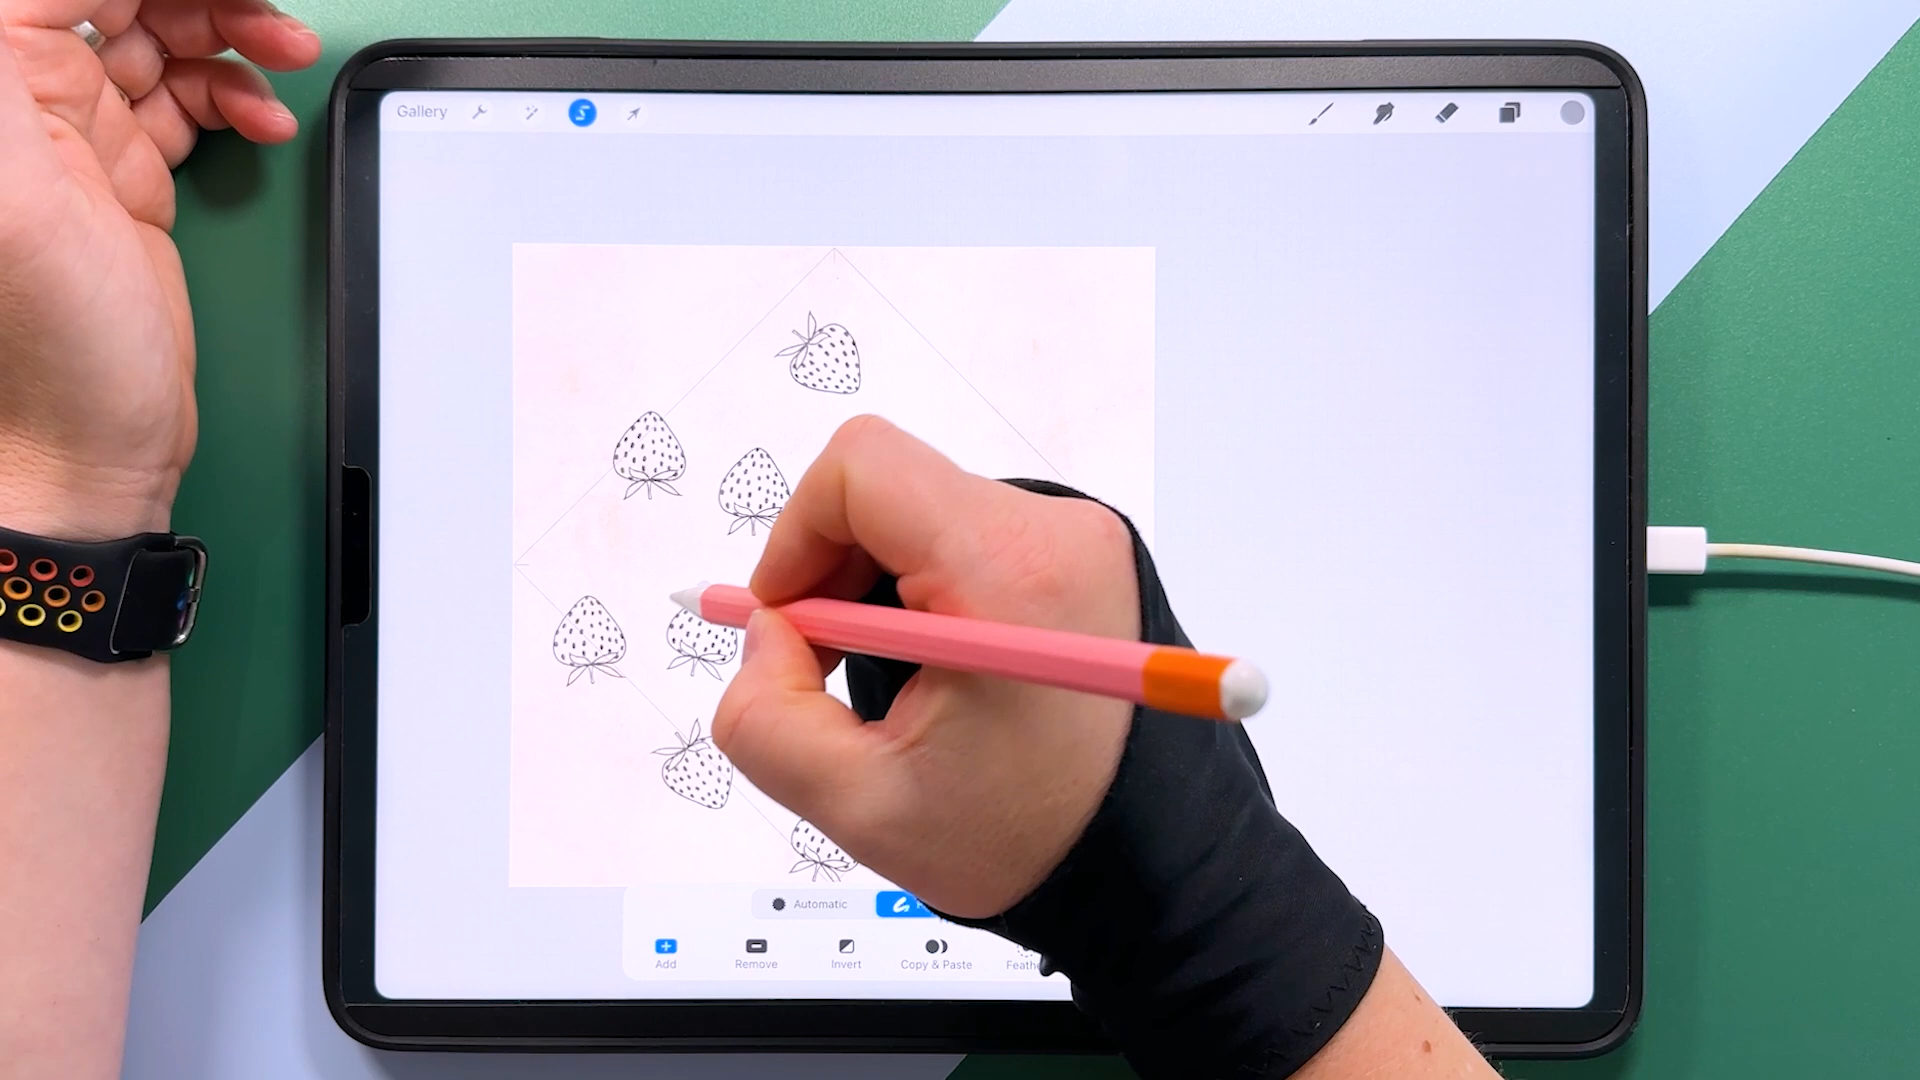 Gallery
Automatic
Add
Remove
Invert
Copy & Paste